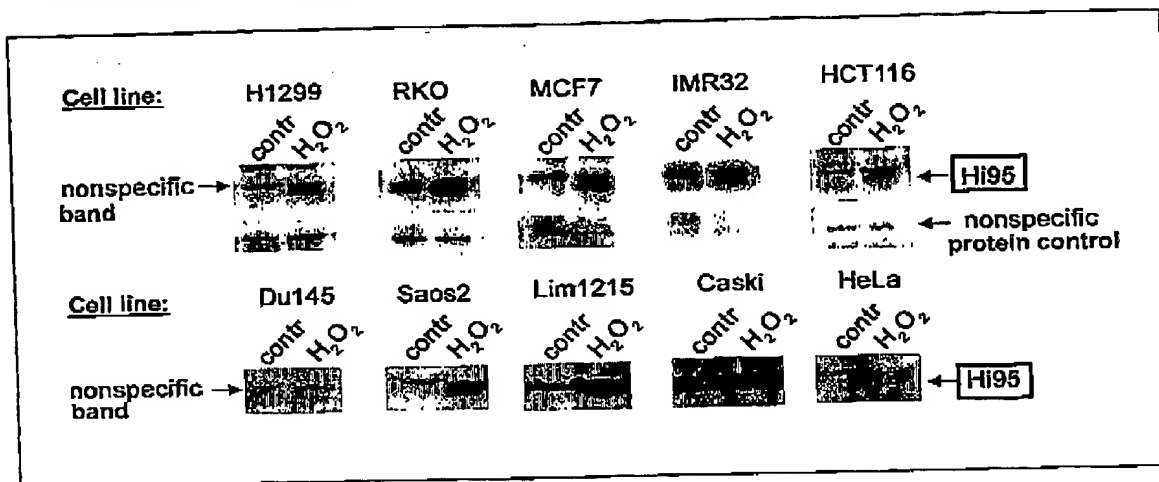 Cell line: H1299 RKO MCF7 IMR32 HCT116
contr H₂O₂ contr H₂O₂ contr H₂O₂ contr H₂O₂ contr H₂O₂
nonspecific band Hi95
nonspecific protein control
Cell line: Du145 Saos2 Lim1215 Caski HeLa
contr H₂O₂ contr H₂O₂ contr H₂O₂ contr H₂O₂ contr H₂O₂
nonspecific band Hi95